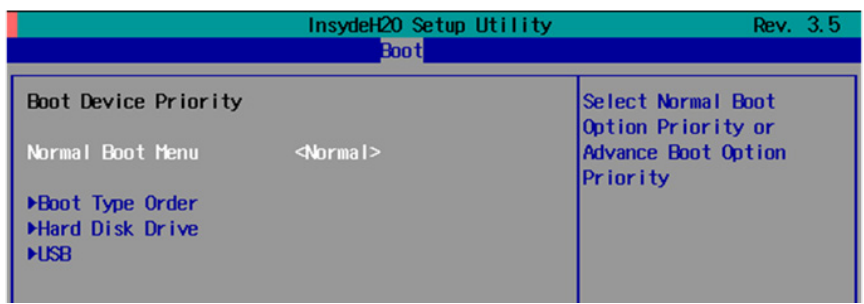 InsydeH20 Setup Utility Rev. 3.5
Boot
Boot Device Priority
Normal Boot Menu <Normal>
▶Boot Type Order
▶Hard Disk Drive
▶USB
Select Normal Boot
Option Priority or
Advance Boot Option
Priority